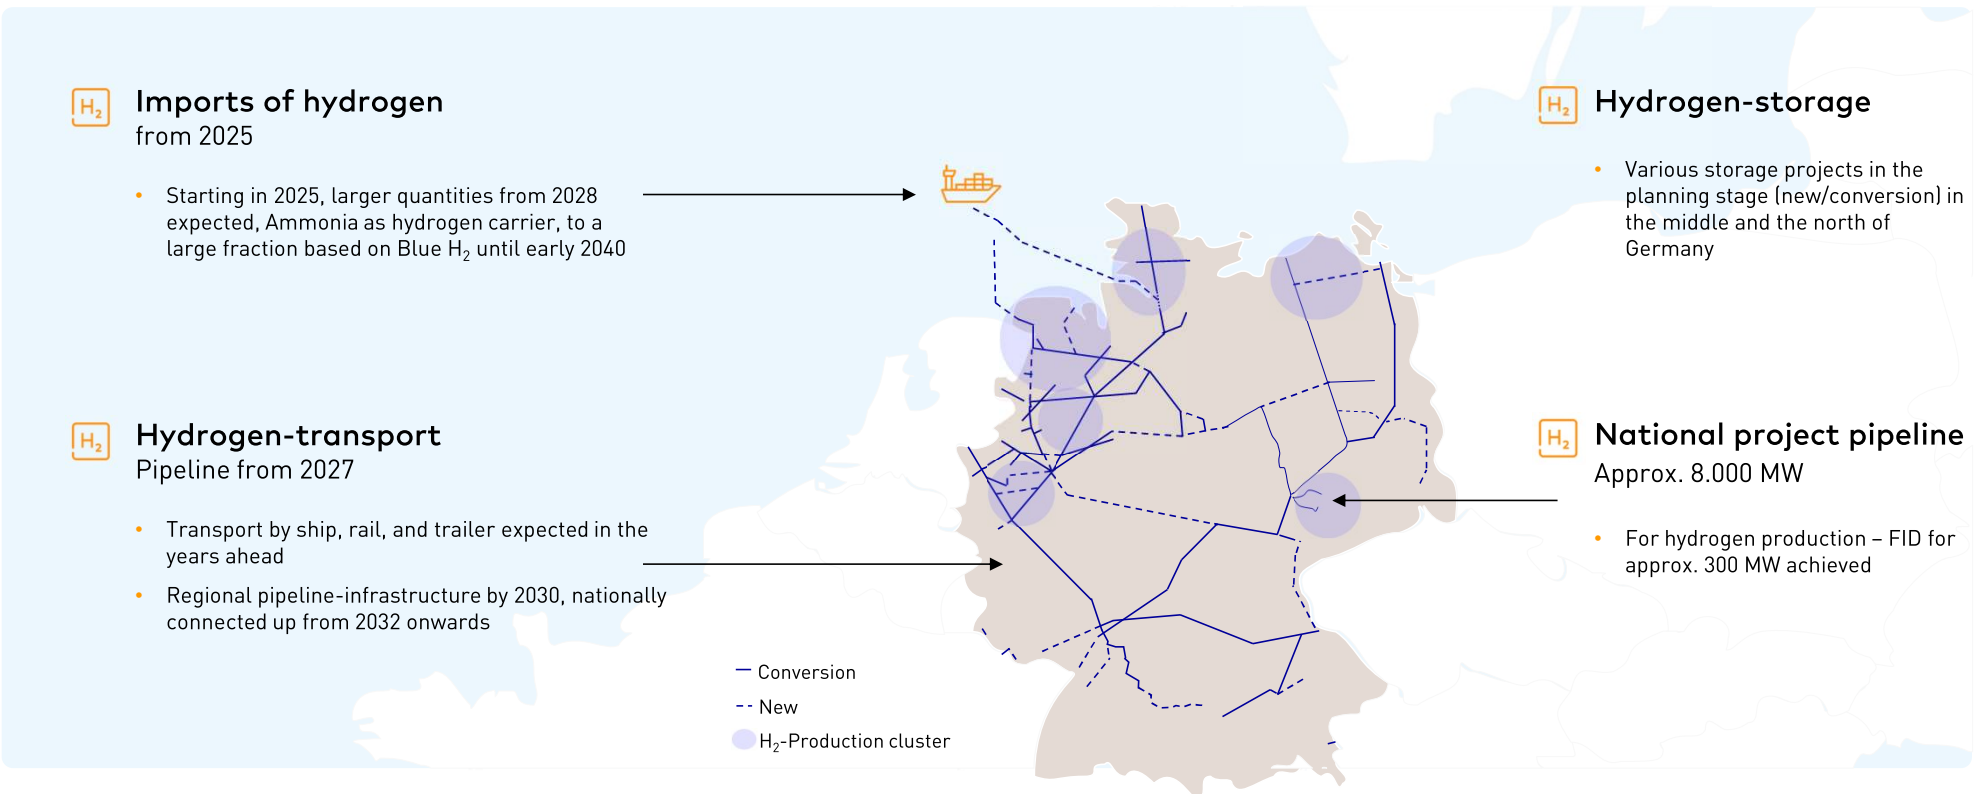 H2
Imports of hydrogen
from 2025
• Starting in 2025, larger quantities from 2028
expected, Ammonia as hydrogen carrier, to a
large fraction based on Blue H2 until early 2040
H2
Hydrogen-transport
Pipeline from 2027
• Transport by ship, rail, and trailer expected in the
years ahead
• Regional pipeline-infrastructure by 2030, nationally
connected up from 2032 onwards
Conversion
New
H2-Production cluster
H2
Hydrogen-storage
• Various storage projects in the
planning stage (new/conversion) in
the middle and the north of
Germany
H2
National project pipeline
Approx. 8.000 MW
• For hydrogen production – FID for
approx. 300 MW achieved